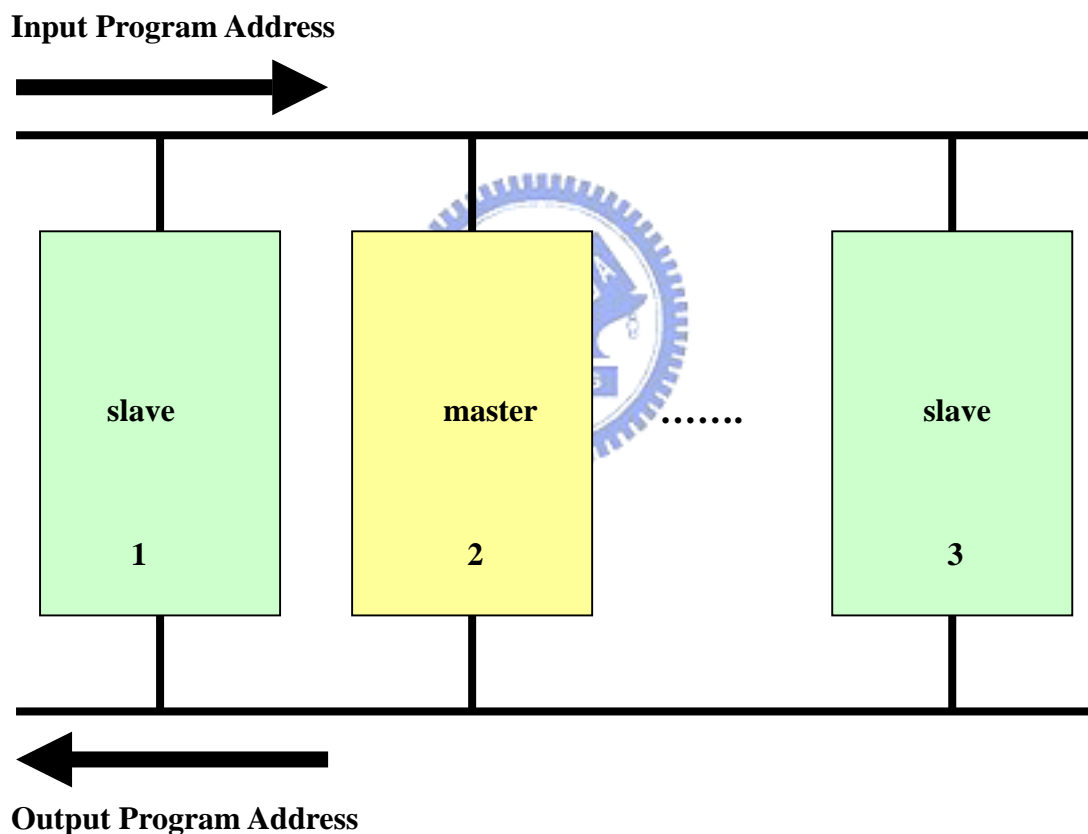 Input Program Address
slave
master
.......
slave
1
2
3
Output Program Address